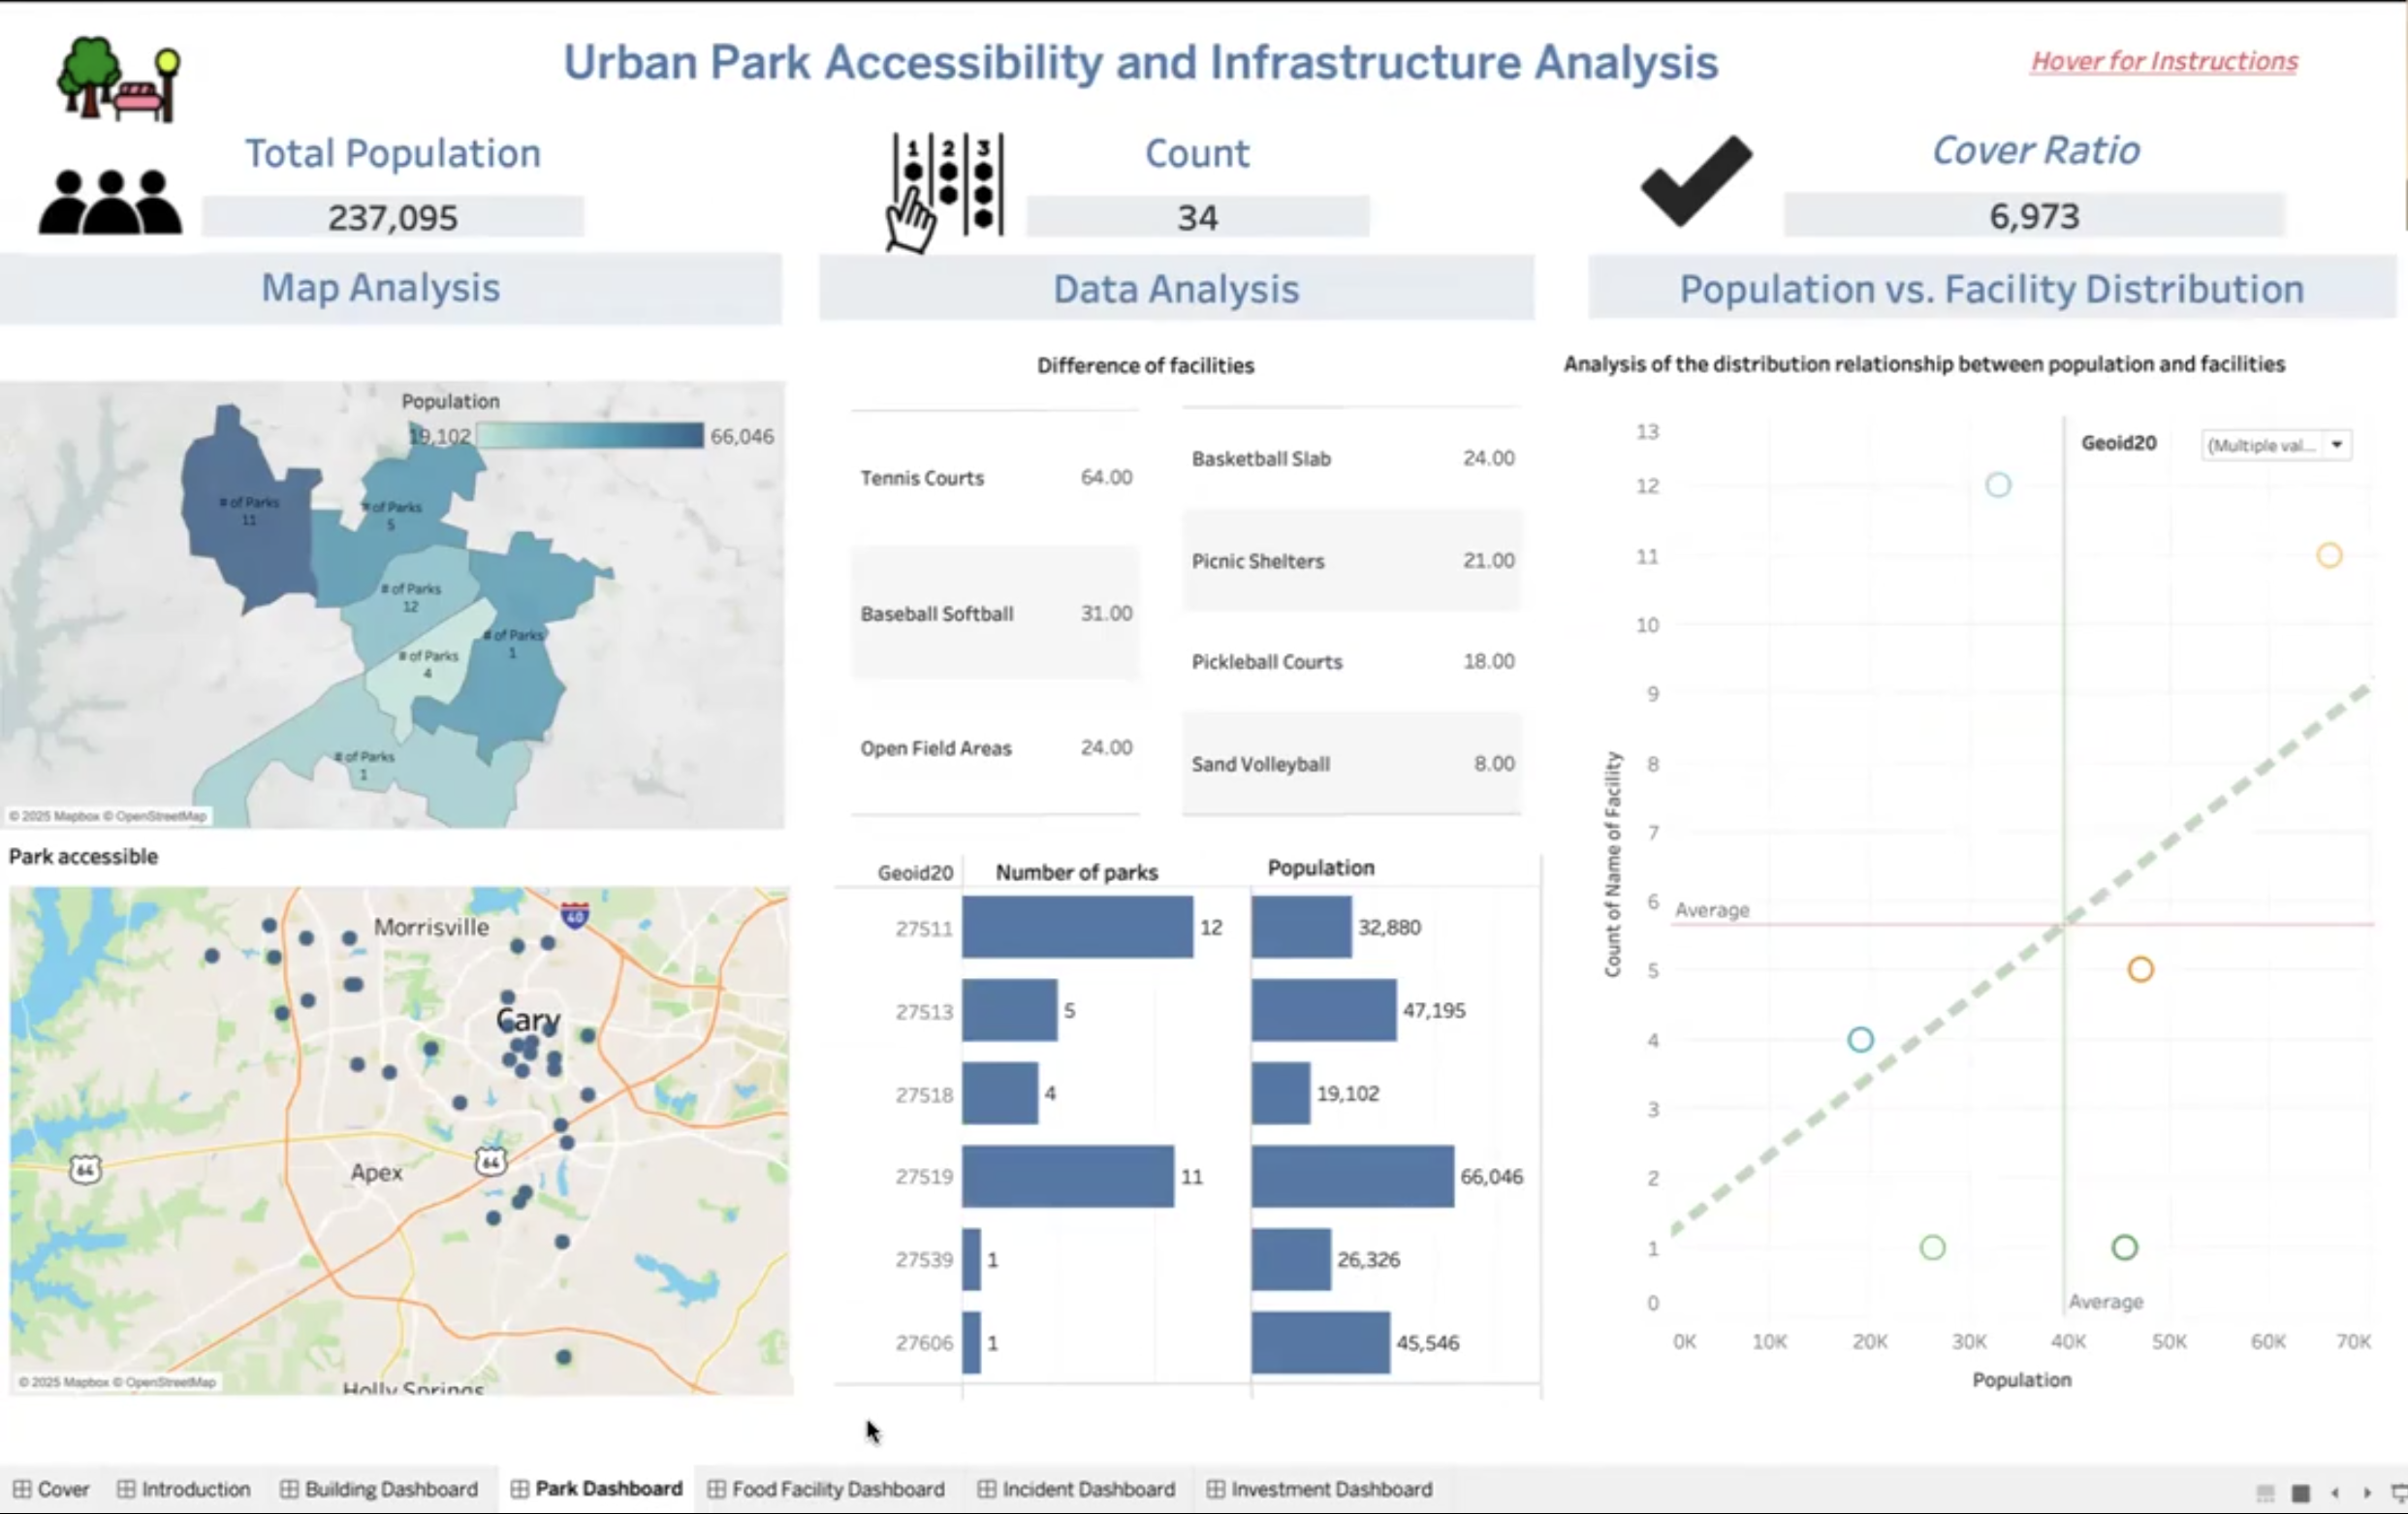 Urban Park Accessibility and Infrastructure Analysis
Hover for Instructions
Total Population
237,095
1 2 3
Count
34
Cover Ratio
6,973
Map Analysis
Data Analysis
Population vs. Facility Distribution
Population
19,102
66,046
# of Parks
11
# of Parks
5
# of Parks
12
# of Parks
1
# of Parks
4
# of Parks
1
© 2025 Mapbox © OpenStreetMap
Park accessible
Morrisville
40
Cary
64
64
Apex
Holly Springs
© 2025 Mapbox © OpenStreetMap
Difference of facilities
Tennis Courts 64.00
Baseball Softball 31.00
Open Field Areas 24.00
Basketball Slab 24.00
Picnic Shelters 21.00
Pickleball Courts 18.00
Sand Volleyball 8.00
Geoid20 Number of parks Population
27511 12 32,880
27513 5 47,195
27518 4 19,102
27519 11 66,046
27539 1 26,326
27606 1 45,546
Analysis of the distribution relationship between population and facilities
Geoid20 (Multiple val...
Count of Name of Facility
13
12
11
10
9
8
7
6
Average
5
4
3
2
1
0
Average
0K 10K 20K 30K 40K 50K 60K 70K
Population
Cover Introduction Building Dashboard Park Dashboard Food Facility Dashboard Incident Dashboard Investment Dashboard